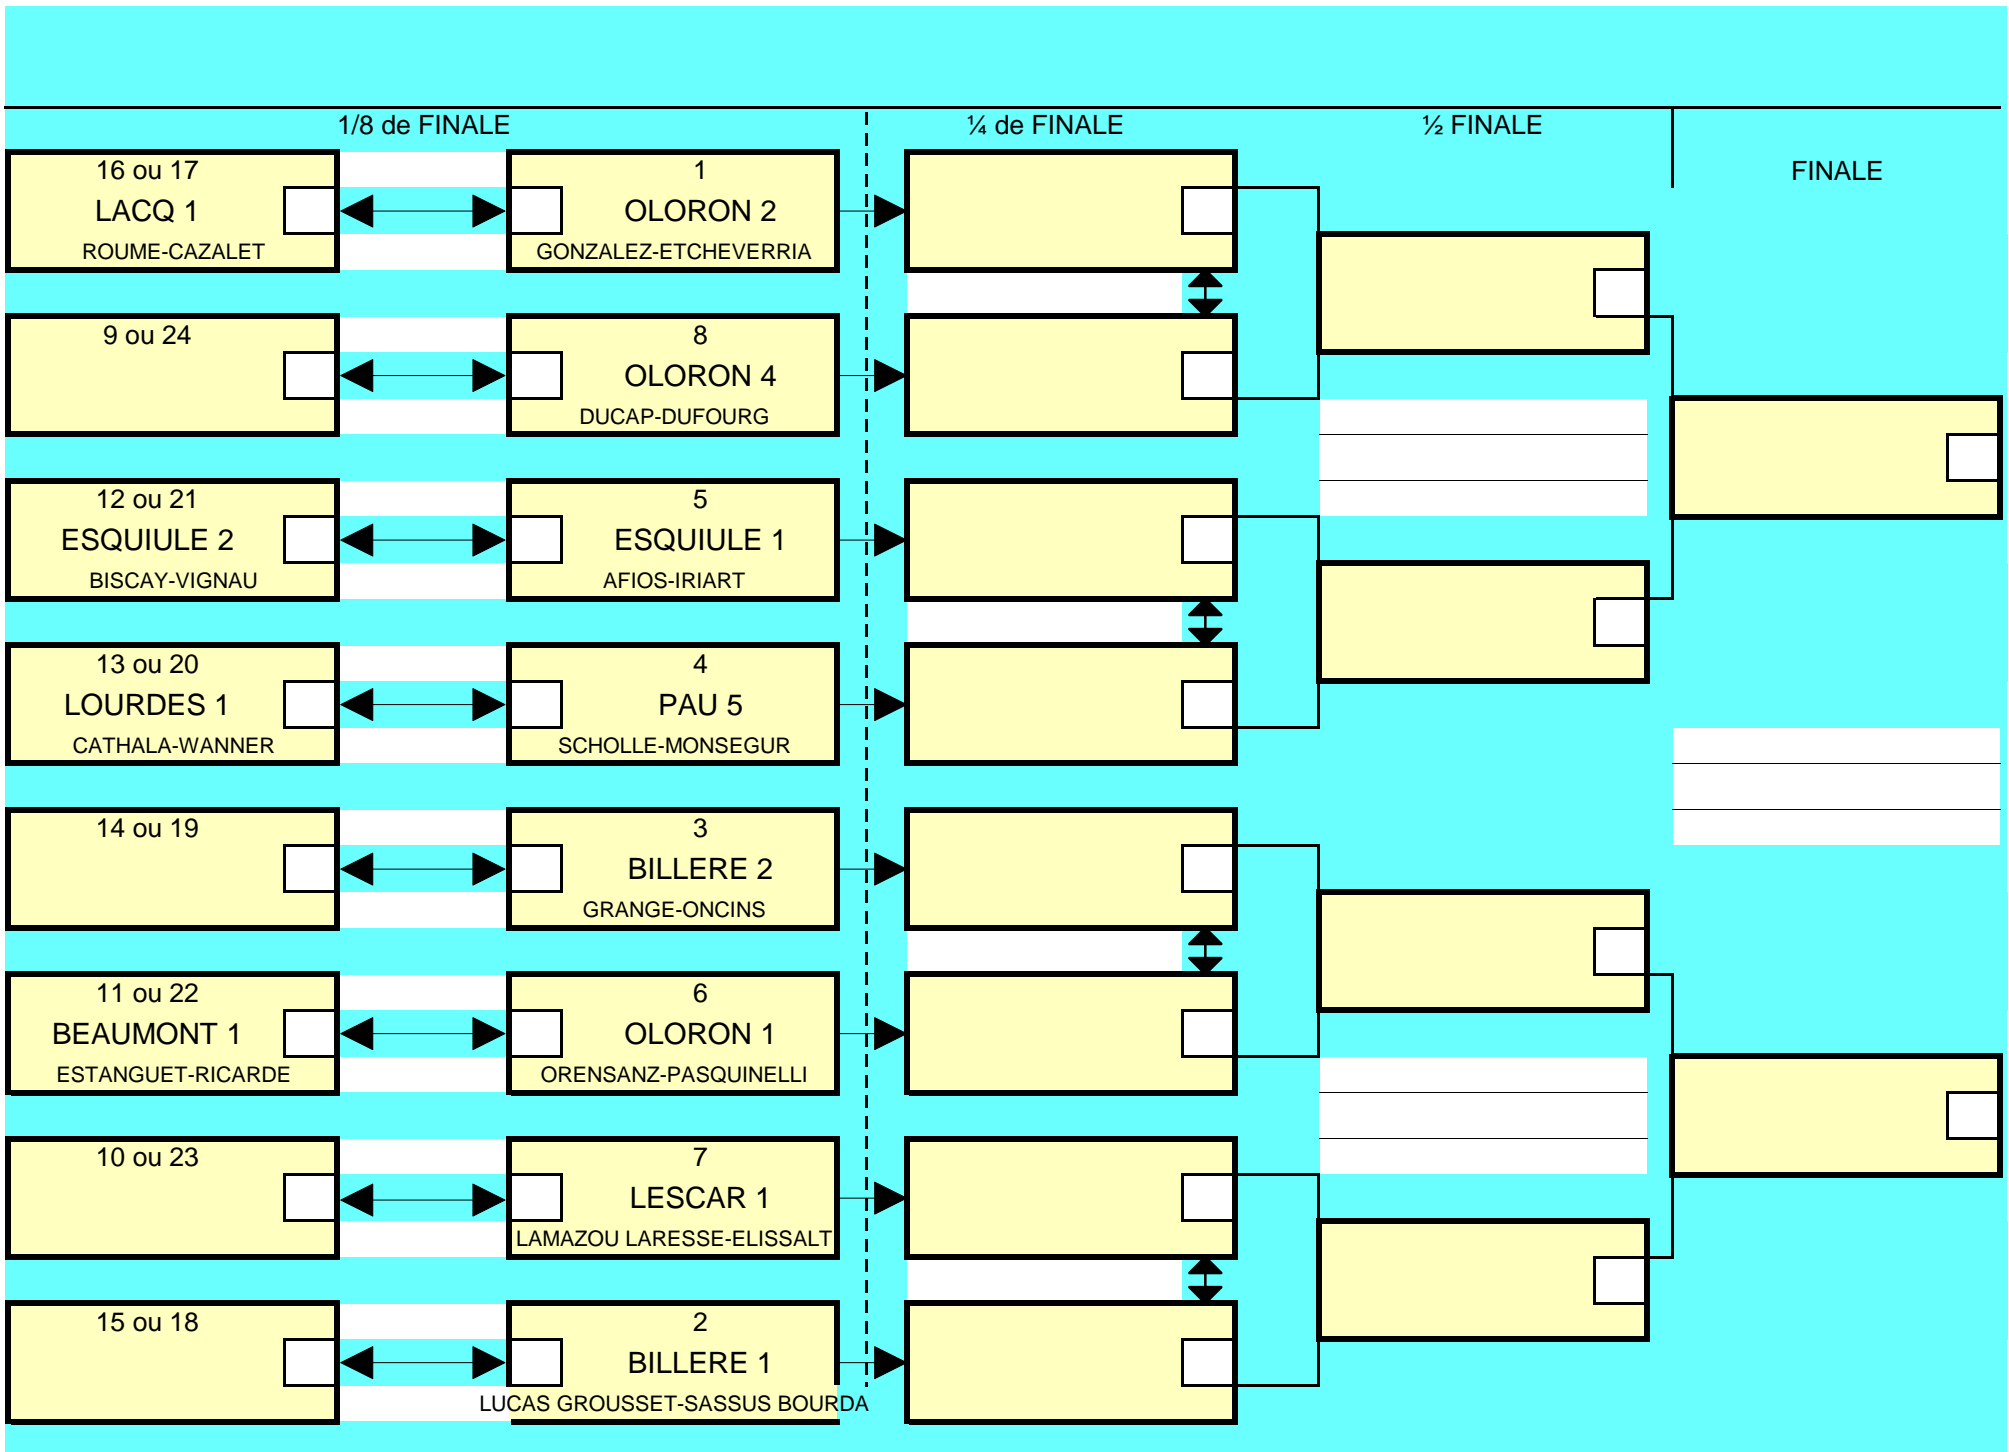 1/8 de FINALE
¼ de FINALE
½ FINALE
FINALE
16 ou 17
LACQ 1
ROUME-CAZALET
1
OLORON 2
GONZALEZ-ETCHEVERRIA
9 ou 24
8
OLORON 4
DUCAP-DUFOURG
12 ou 21
ESQUIULE 2
BISCAY-VIGNAU
5
ESQUIULE 1
AFIOS-IRIART
13 ou 20
LOURDES 1
CATHALA-WANNER
4
PAU 5
SCHOLLE-MONSEGUR
14 ou 19
3
BILLERE 2
GRANGE-ONCINS
11 ou 22
BEAUMONT 1
ESTANGUET-RICARDE
6
OLORON 1
ORENSANZ-PASQUINELLI
10 ou 23
7
LESCAR 1
LAMAZOU LARESSE-ELISSALT
15 ou 18
2
BILLERE 1
LUCAS GROUSSET-SASSUS BOURDA